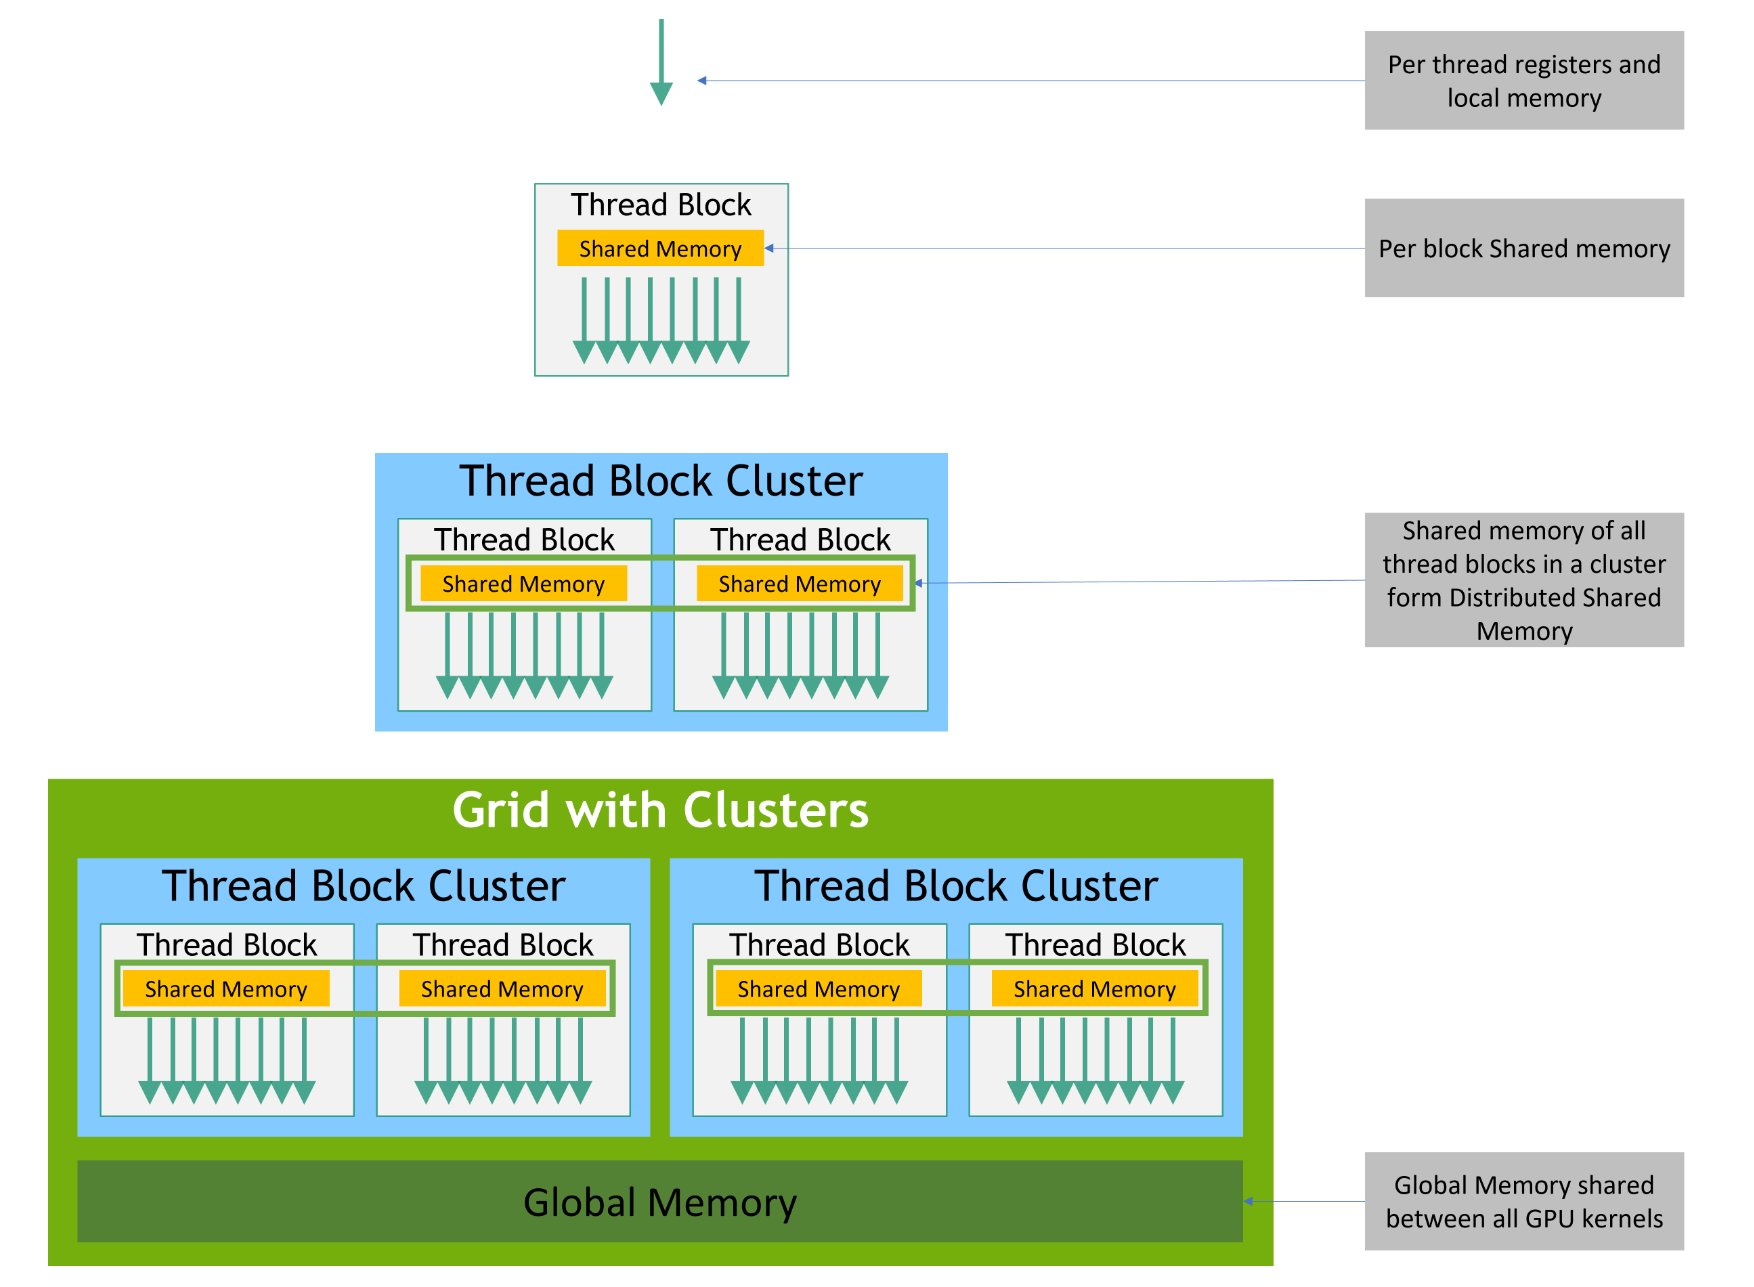 Per thread registers and
local memory
Thread Block
Shared Memory
Per block Shared memory
Thread Block Cluster
Thread Block
Thread Block
Shared Memory
Shared Memory
Shared memory of all
thread blocks in a cluster
form Distributed Shared
Memory
Grid with Clusters
Thread Block Cluster
Thread Block Cluster
Thread Block
Thread Block
Thread Block
Thread Block
Shared Memory
Shared Memory
Shared Memory
Shared Memory
Global Memory
Global Memory shared
between all GPU kernels